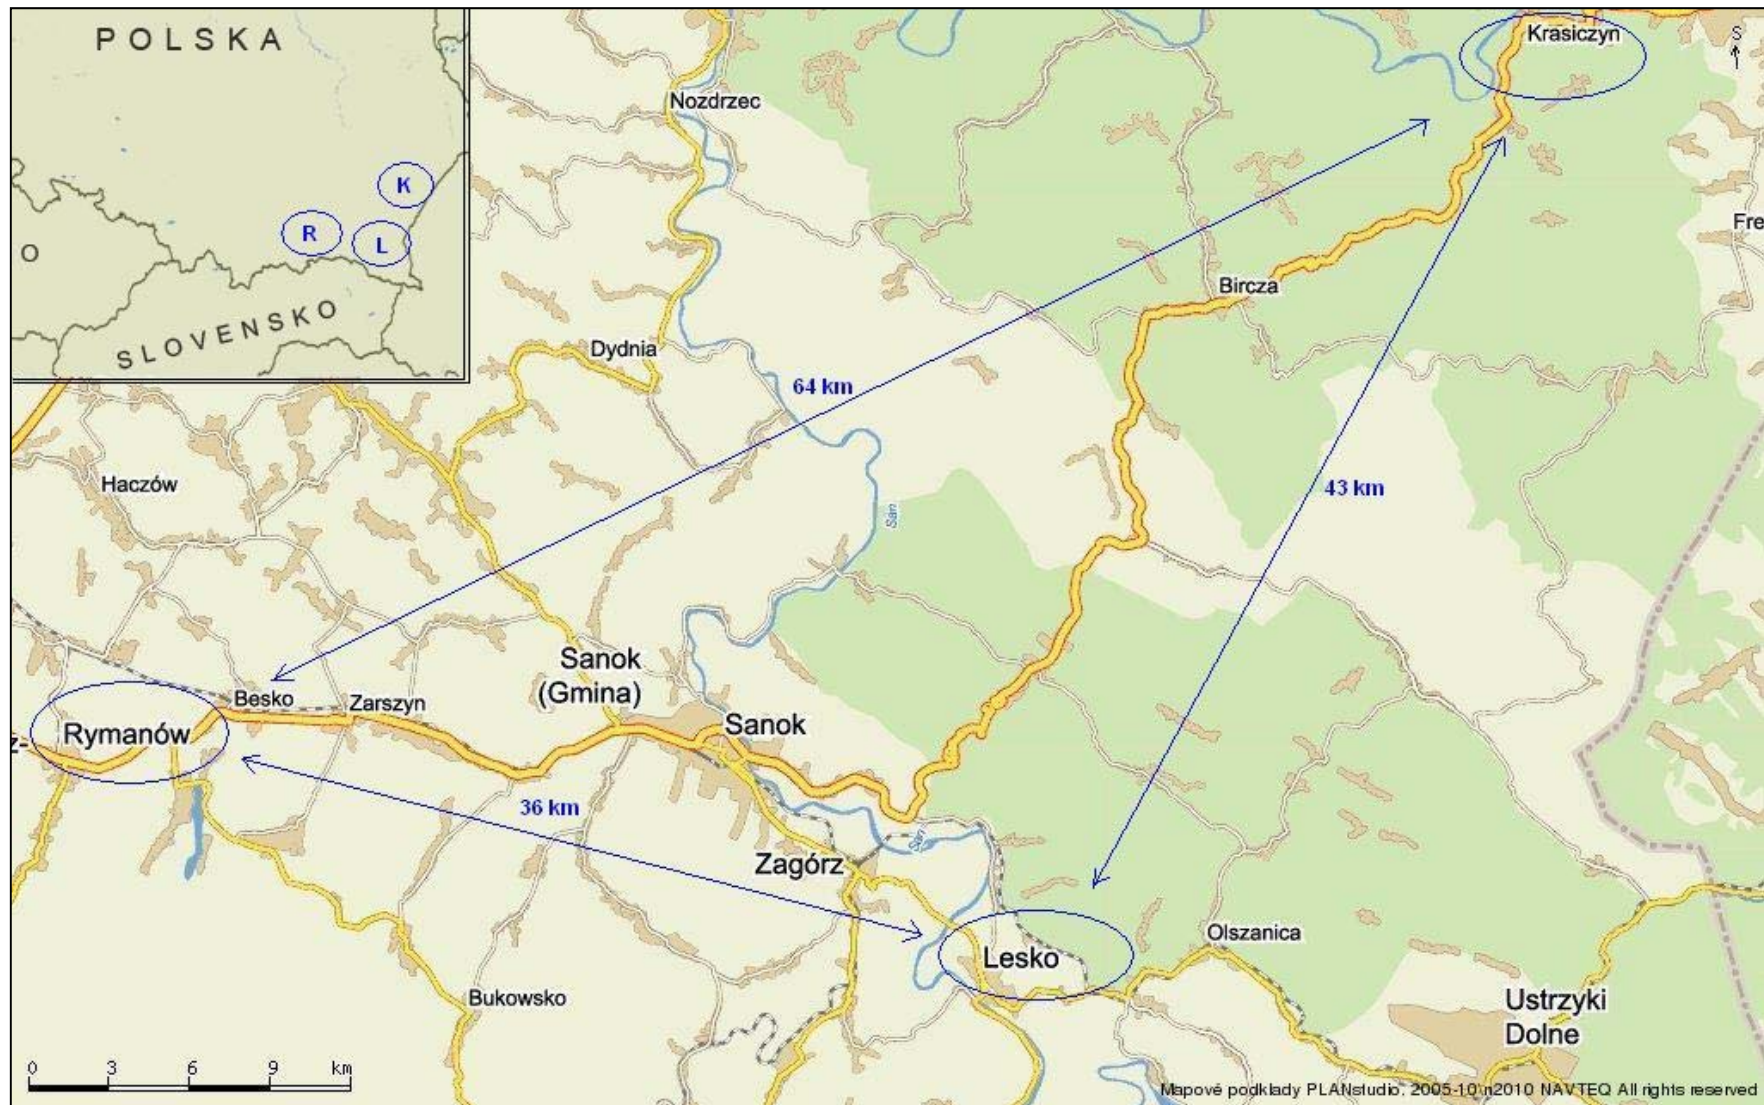 POLSKA
K
R
L
O
SLOVENSKO
Krasiczyn
S
Nozdrzec
Fre
Bircza
Dydnia
64 km
Haczów
43 km
San
Sanok
(Gmina)
Besko
Zarszyn
Rymanów
z-
Sanok
36 km
San
Zagórz
Olszanica
Lesko
Bukowsko
Ustrzyki
Dolne
0 3 6 9 km
Mapové podklady PLANstudio, 2005-10\n2010 NAVTEQ All rights reserved